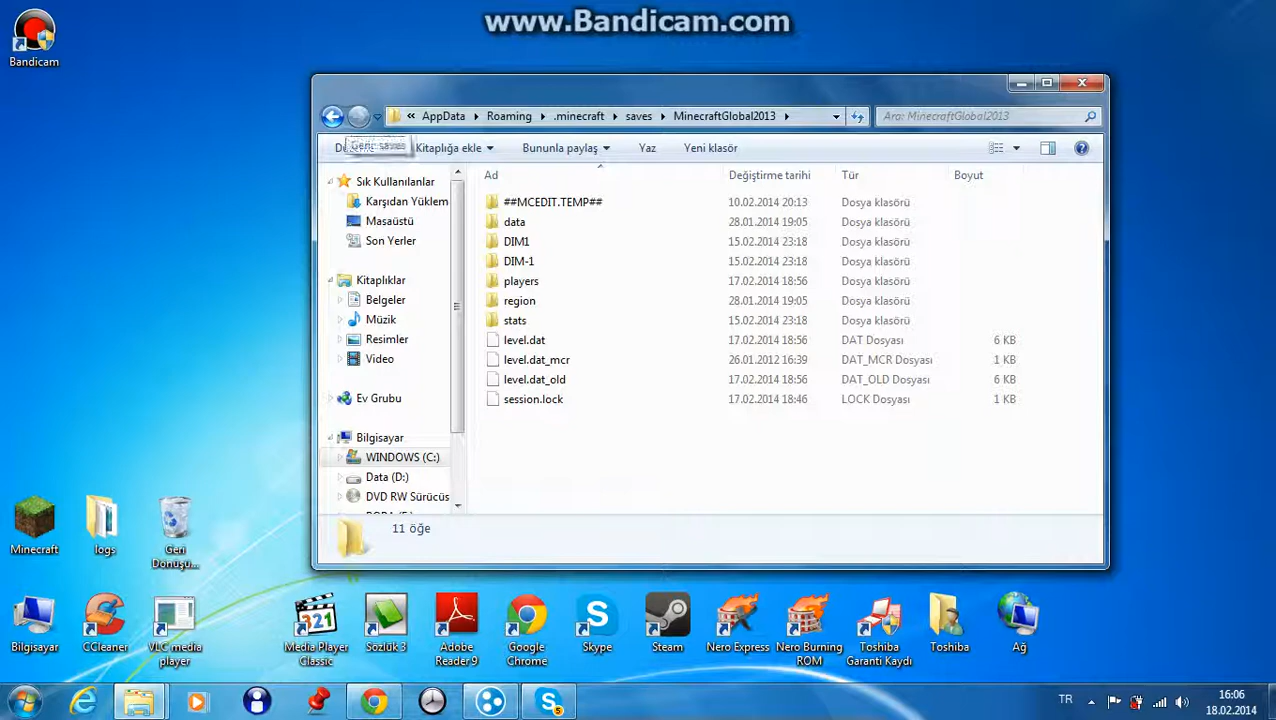 www.Bandicam.com
Bandicam
AppData Roaming .minecraft saves MinecraftGlobal2013
Ara: MinecraftGlobal2013
Geri: saves
Kitaplığa ekle Bununla paylaş Yaz Yeni klasör
Ad Değiştirme tarihi Tür Boyut
Sık Kullanılanlar
Karşıdan Yüklem
Masaüstü
Son Yerler
Kitaplıklar
Belgeler
Müzik
Resimler
Video
Ev Grubu
Bilgisayar
WINDOWS (C:)
Data (D:)
DVD RW Sürücüs
##MCEDIT.TEMP## 10.02.2014 20:13 Dosya klasörü
data 28.01.2014 19:05 Dosya klasörü
DIM1 15.02.2014 23:18 Dosya klasörü
DIM-1 15.02.2014 23:18 Dosya klasörü
players 17.02.2014 18:56 Dosya klasörü
region 28.01.2014 19:05 Dosya klasörü
stats 15.02.2014 23:18 Dosya klasörü
level.dat 17.02.2014 18:56 DAT Dosyası 6 KB
level.dat_mcr 26.01.2012 16:39 DAT_MCR Dosyası 1 KB
level.dat_old 17.02.2014 18:56 DAT_OLD Dosyası 6 KB
session.lock 17.02.2014 18:46 LOCK Dosyası 1 KB
11 öğe
Minecraft
logs
Geri
Dönüşü...
Bilgisayar
CCleaner
VLC media
player
Media Player
Classic
Sözlük 3
Adobe
Reader 9
Google
Chrome
Skype
Steam
Nero Express
Nero Burning
ROM
Toshiba
Garanti Kaydı
Toshiba
Ağ
TR
16:06
18.02.2014